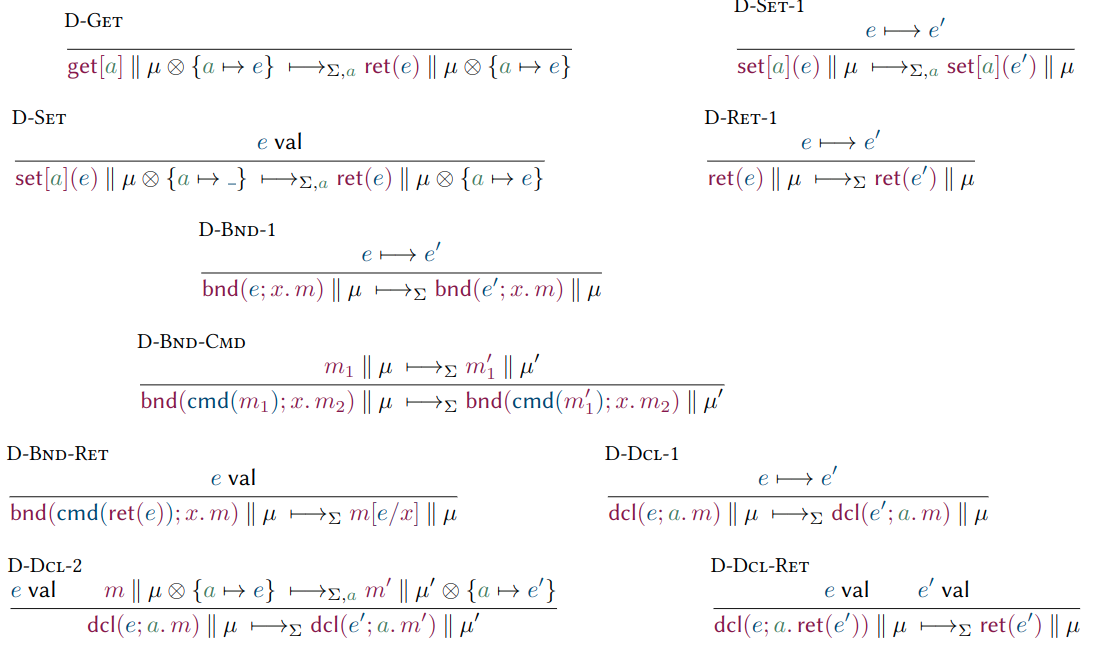 D-Get
D-Set-1
e ⟼ e′
get[a] ∥ μ ⊗ {a ↦ e} ⟼Σ,a ret(e) ∥ μ ⊗ {a ↦ e}
set[a](e) ∥ μ ⟼Σ,a set[a](e′) ∥ μ
D-Set
e val
set[a](e) ∥ μ ⊗ {a ↦ _} ⟼Σ,a ret(e) ∥ μ ⊗ {a ↦ e}
D-Ret-1
e ⟼ e′
ret(e) ∥ μ ⟼Σ ret(e′) ∥ μ
D-Bnd-1
e ⟼ e′
bnd(e; x. m) ∥ μ ⟼Σ bnd(e′; x. m) ∥ μ
D-Bnd-Cmd
m₁ ∥ μ ⟼Σ m₁′ ∥ μ′
bnd(cmd(m₁); x. m₂) ∥ μ ⟼Σ bnd(cmd(m₁′); x. m₂) ∥ μ′
D-Bnd-Ret
e val
bnd(cmd(ret(e)); x. m) ∥ μ ⟼Σ m[e/x] ∥ μ
D-Dcl-1
e ⟼ e′
dcl(e; a. m) ∥ μ ⟼Σ dcl(e′; a. m) ∥ μ
D-Dcl-2
e val m ∥ μ ⊗ {a ↦ e} ⟼Σ,a m′ ∥ μ′ ⊗ {a ↦ e′}
dcl(e; a. m) ∥ μ ⟼Σ dcl(e′; a. m′) ∥ μ′
D-Dcl-Ret
e val e′ val
dcl(e; a. ret(e′)) ∥ μ ⟼Σ ret(e′) ∥ μ